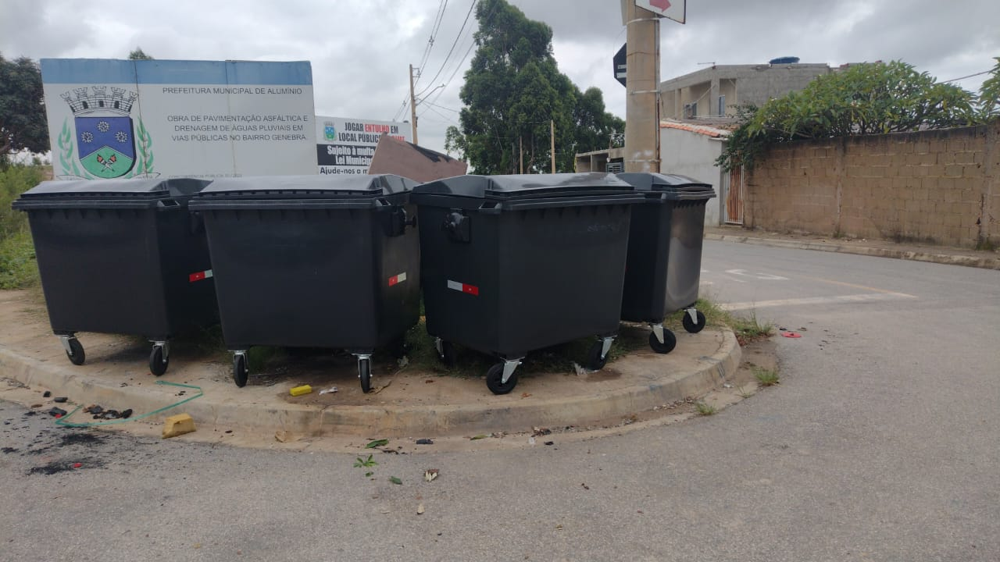 PREFEITURA MUNICIPAL DE ALUMÍNIO
OBRA DE PAVIMENTAÇÃO ASFÁLTICA E
DRENAGEM DE ÁGUAS PLUVIAIS EM
VIAS PÚBLICAS NO BAIRRO GENEBRA.
JOGAR ENTULHO EM
LOCAL PÚBLICO
Sujeito à multa
Lei
Ajude-nos a